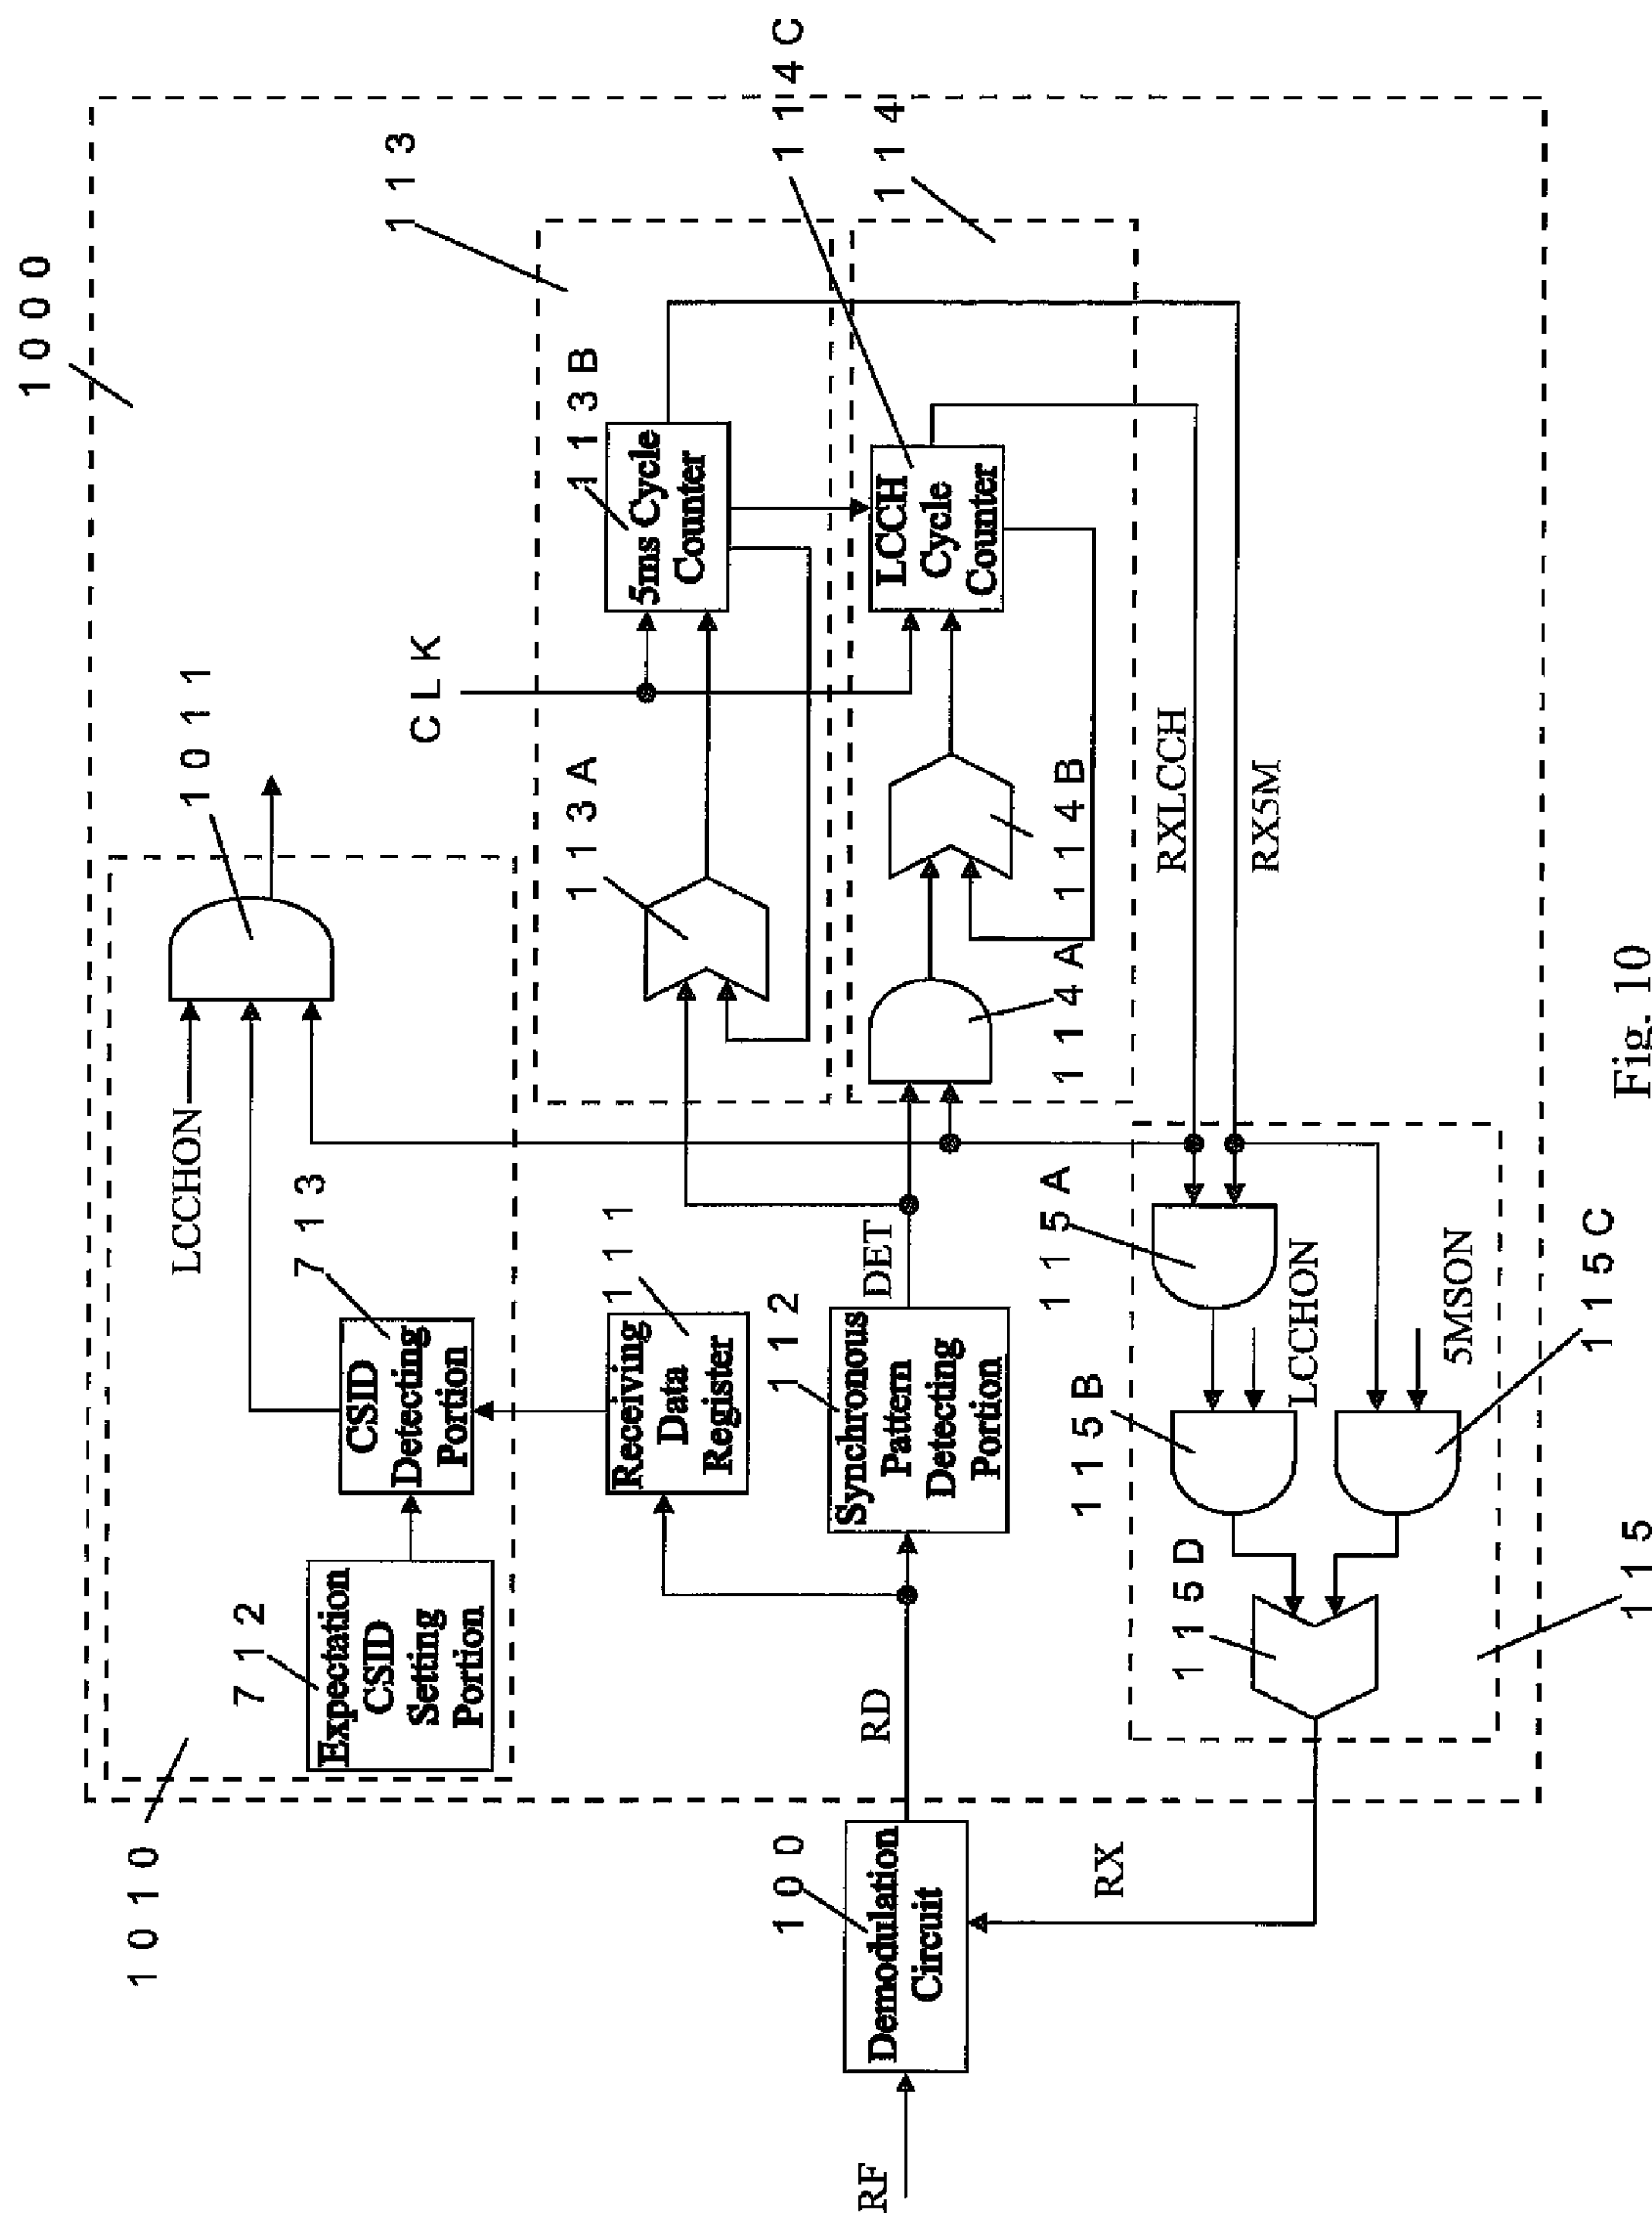 1000
1010
712
Expectation
CSID
Setting
Portion
713
CSID
Detecting
Portion
LCCHON
1011
CLK
113
113A
113B
5ms Cycle
Counter
111
Receiving
Data
Register
RF
100
Demodulation
Circuit
RD
112
Synchronous
Pattern
Detecting
Portion
DET
114A
114B
LCCH
Cycle
Counter
114C
114
RX
115D
115B
115A
LCCHON
5MSON
115C
115
RXLCCH
RX5M
Fig. 10